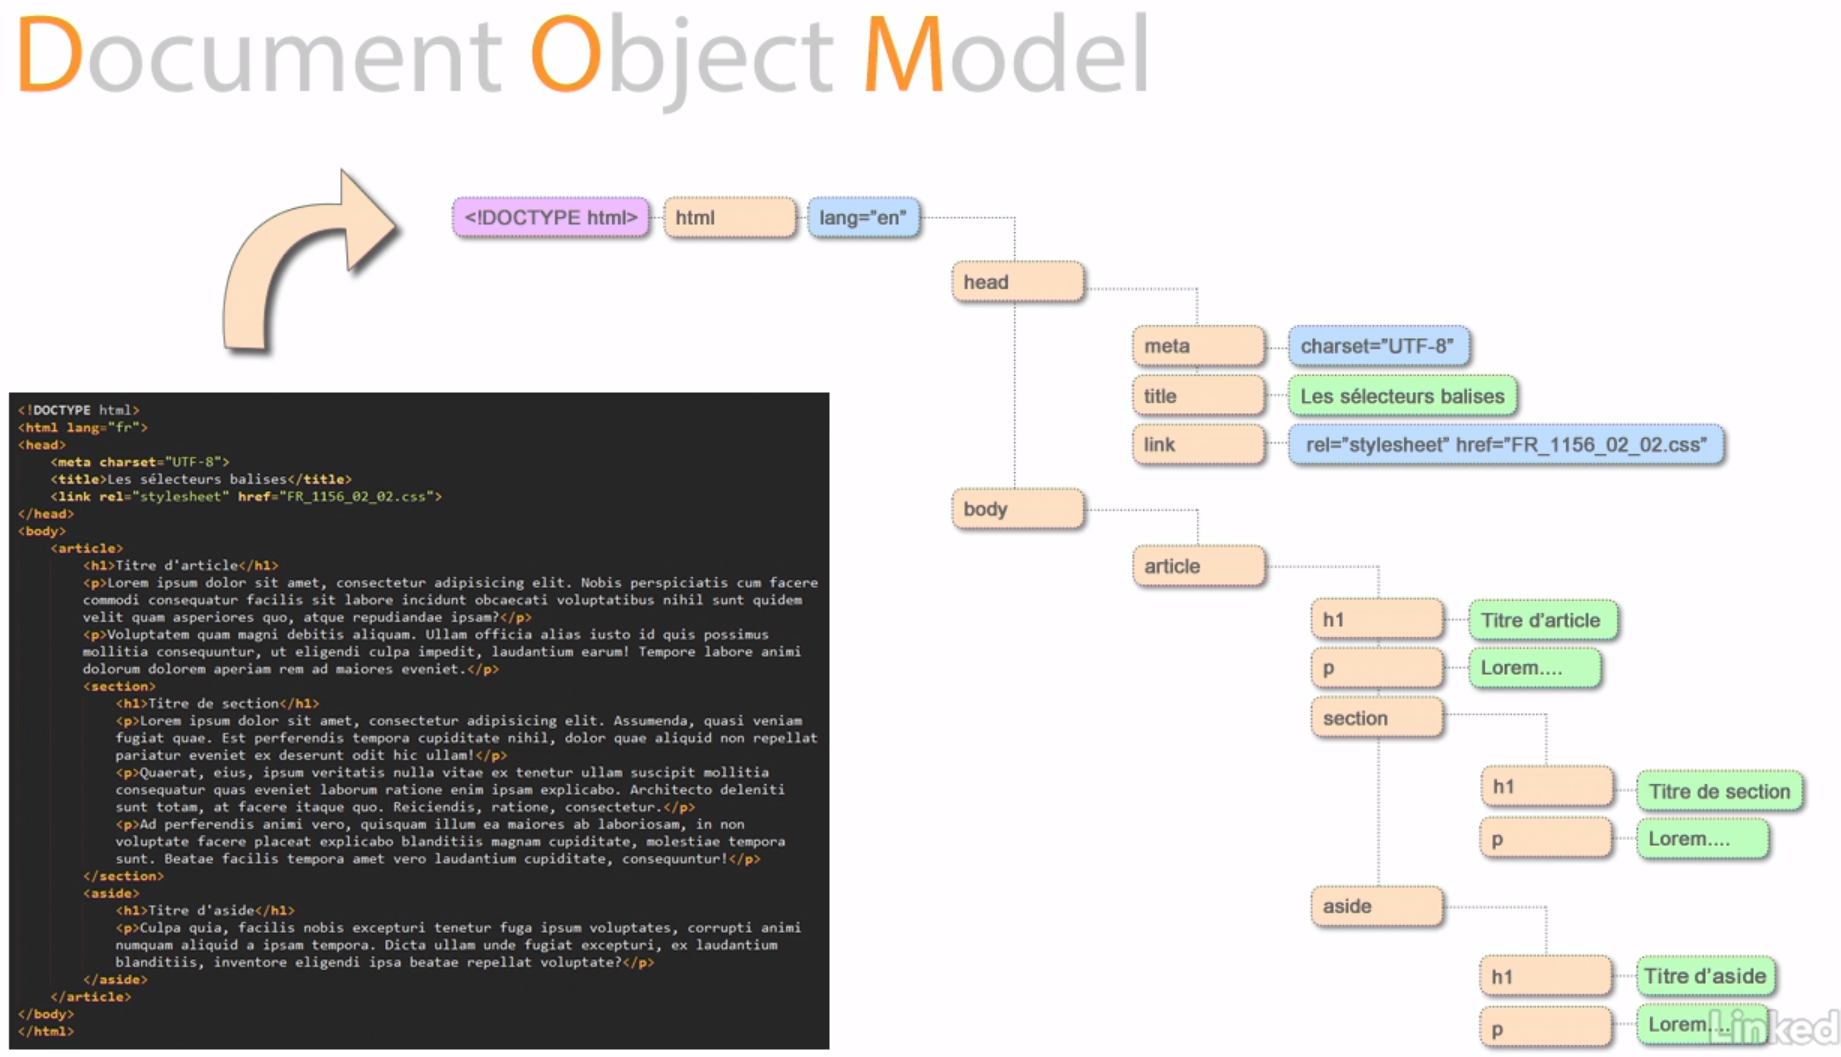 Document Object Model
<!DOCTYPE html> html lang="en"
head
meta charset="UTF-8"
title Les sélecteurs balises
link rel="stylesheet" href="FR_1156_02_02.css"
body
article
h1 Titre d'article
p Lorem....
section
h1 Titre de section
p Lorem....
aside
h1 Titre d'aside
p Lorem....
<!DOCTYPE html>
<html lang="fr">
<head>
<meta charset="UTF-8">
<title>Les sélecteurs balises</title>
<link rel="stylesheet" href="FR_1156_02_02.css">
</head>
<body>
<article>
<h1>Titre d'article</h1>
<p>Lorem ipsum dolor sit amet, consectetur adipisicing elit. Nobis perspiciatis cum facere
commodi consequatur facilis sit labore incidunt obcaecati voluptatibus nihil sunt quidem
velit quam asperiores quo, atque repudiandae ipsam?</p>
<p>Voluptatem quam magni debitis aliquam. Ullam officia alias iusto id quis possimus
mollitia consequuntur, ut eligendi culpa impedit, laudantium earum! Tempore labore animi
dolorum dolorem aperiam rem ad maiores eveniet.</p>
<section>
<h1>Titre de section</h1>
<p>Lorem ipsum dolor sit amet, consectetur adipisicing elit. Assumenda, quasi veniam
fugiat quae. Est perferendis tempora cupiditate nihil, dolor quae aliquid non repellat
pariatur eveniet ex deserunt odit hic ullam!</p>
<p>Quaerat, eius, ipsum veritatis nulla vitae ex tenetur ullam suscipit mollitia
consequatur quas eveniet laborum ratione enim ipsam explicabo. Architecto deleniti
sunt totam, at facere itaque quo. Reiciendis, ratione, consectetur.</p>
<p>Ad perferendis animi vero, quisquam illum ea maiores ab laboriosam, in non
voluptate facere placeat explicabo blanditiis magnam cupiditate, molestiae tempora
sunt. Beatae facilis tempora amet vero laudantium cupiditate, consequuntur!</p>
</section>
<aside>
<h1>Titre d'aside</h1>
<p>Culpa quia, facilis nobis excepturi tenetur fuga ipsum voluptates, corrupti animi
numquam aliquid a ipsam tempora. Dicta ullam unde fugiat excepturi, ex laudantium
blanditiis, inventore eligendi ipsa beatae repellat voluptate?</p>
</aside>
</article>
</body>
</html>
Linked